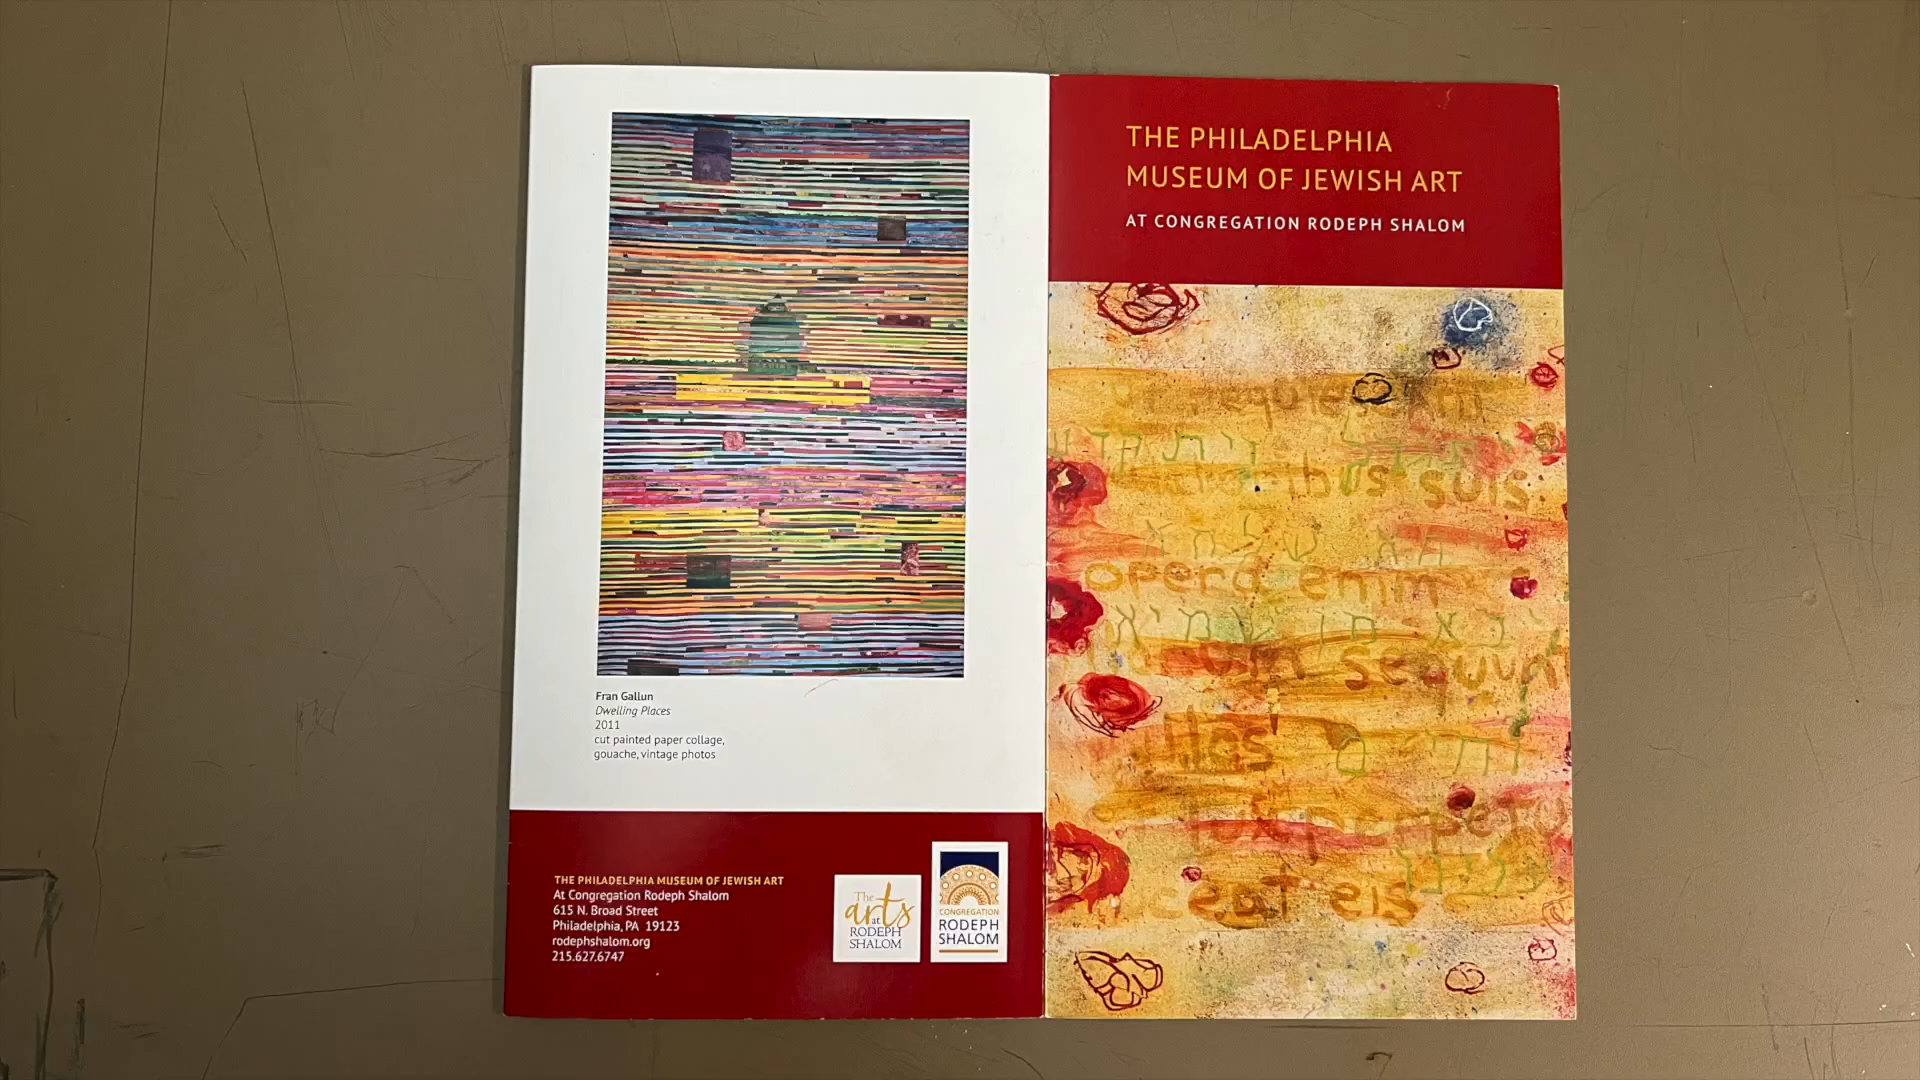 Fran Gallun
Dwelling Places
2011
cut painted paper collage,
gouache, vintage photos
THE PHILADELPHIA MUSEUM OF JEWISH ART
At Congregation Rodeph Shalom
615 N. Broad Street
Philadelphia, PA 19123
rodephshalom.org
215.627.6747
The
arts
at
RODEPH
SHALOM
CONGREGATION
RODEPH
SHALOM
THE PHILADELPHIA
MUSEUM OF JEWISH ART
AT CONGREGATION RODEPH SHALOM
suis
opera